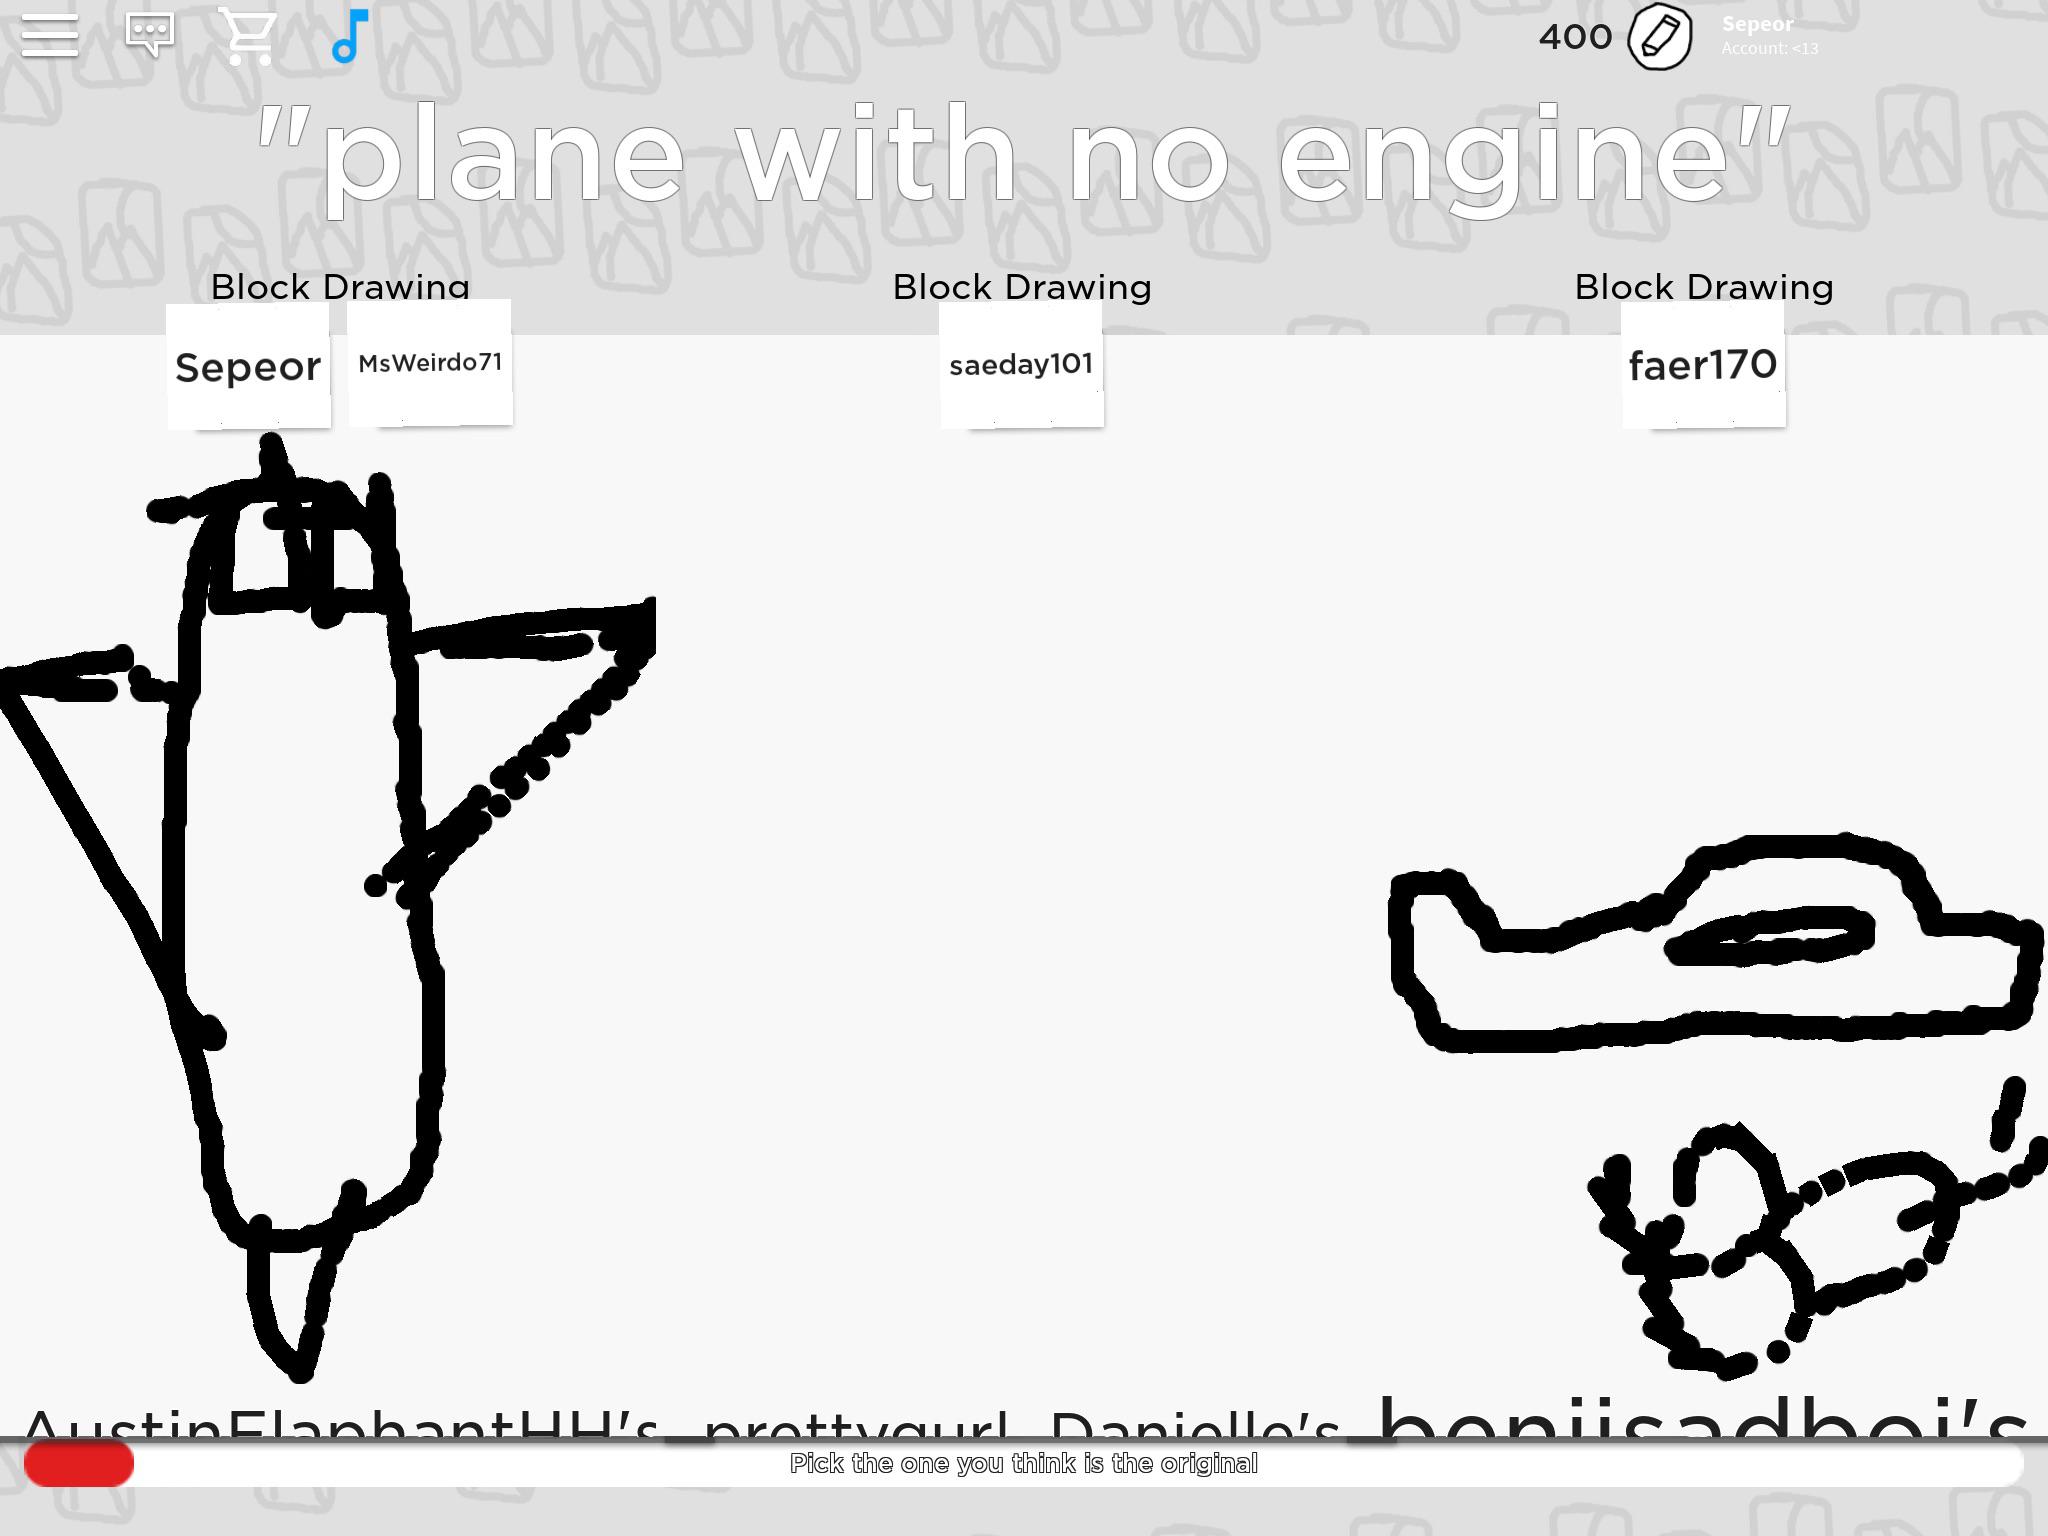 400
Sepeor
Account: <13
"plane with no engine"
Block Drawing
Block Drawing
Block Drawing
Sepeor
MsWeirdo71
saeday101
faer170
AustinElaphantHH's
prettygurl_Danielle's
benjisadboi's
Pick the one you think is the original